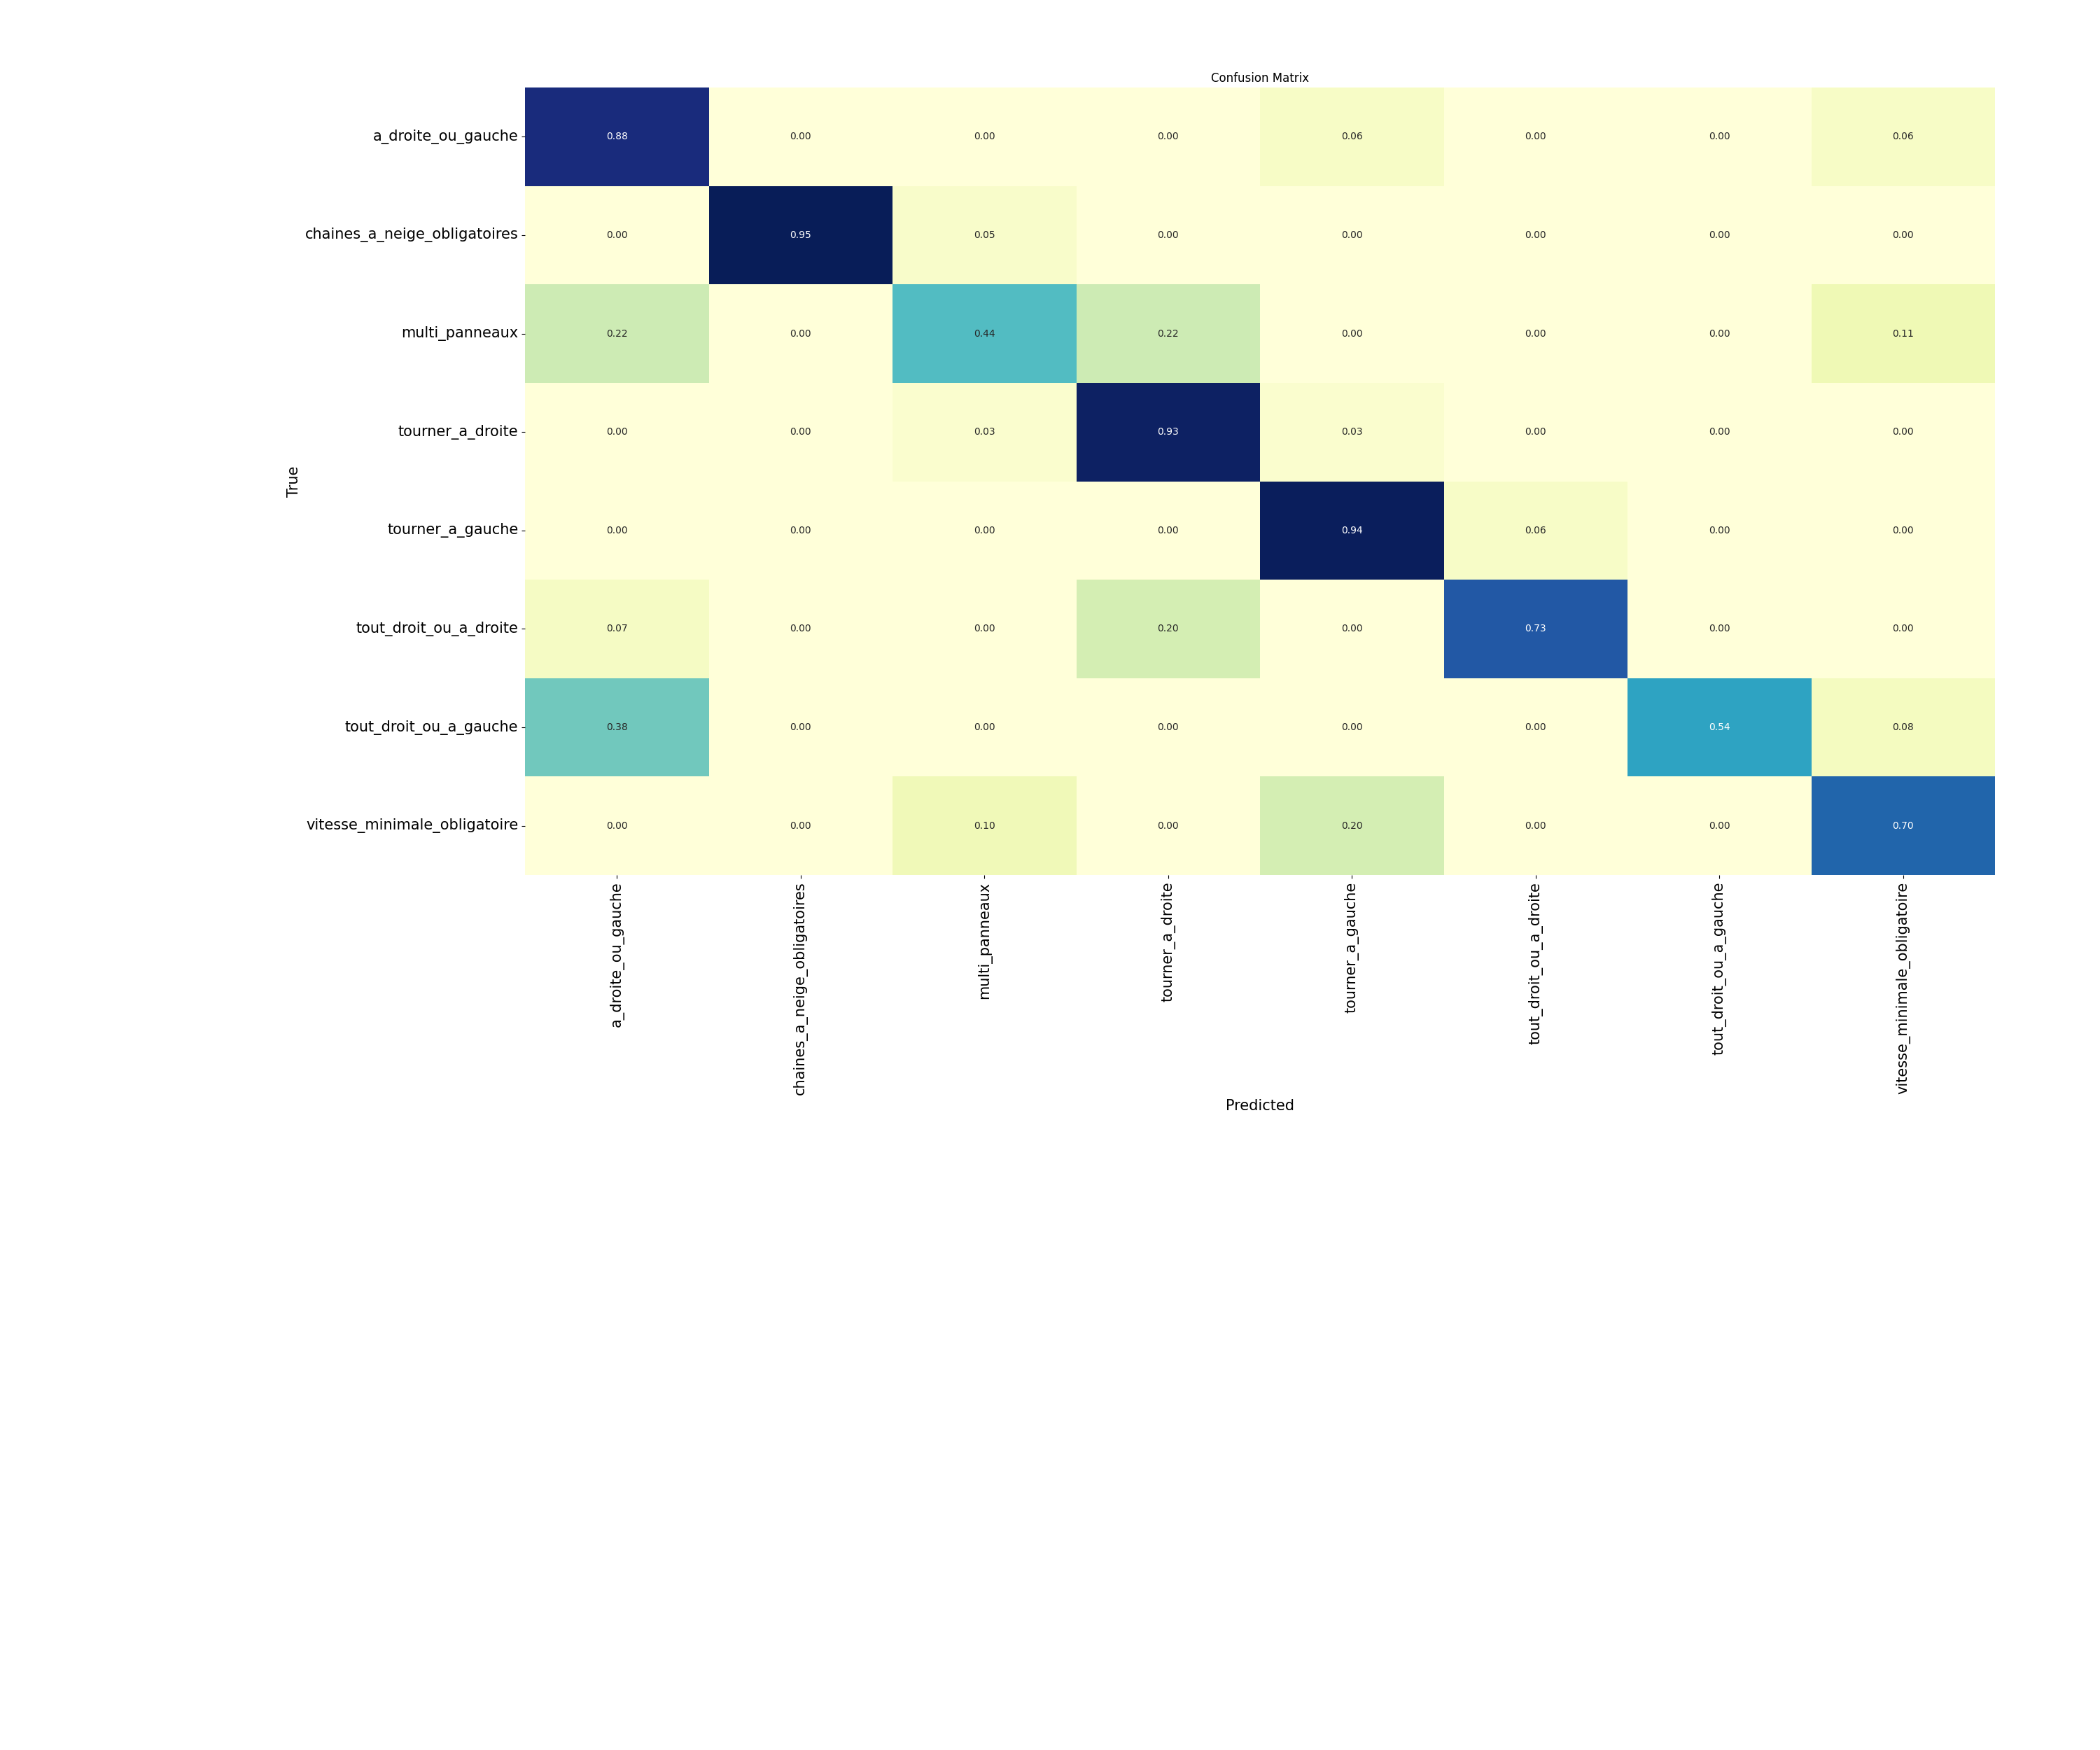 Confusion Matrix
a_droite_ou_gauche 0.88 0.00 0.00 0.00 0.06 0.00 0.00 0.06
chaines_a_neige_obligatoires 0.00 0.95 0.05 0.00 0.00 0.00 0.00 0.00
multi_panneaux 0.22 0.00 0.44 0.22 0.00 0.00 0.00 0.11
tourner_a_droite 0.00 0.00 0.03 0.93 0.03 0.00 0.00 0.00
True
tourner_a_gauche 0.00 0.00 0.00 0.00 0.94 0.06 0.00 0.00
tout_droit_ou_a_droite 0.07 0.00 0.00 0.20 0.00 0.73 0.00 0.00
tout_droit_ou_a_gauche 0.38 0.00 0.00 0.00 0.00 0.00 0.54 0.08
vitesse_minimale_obligatoire 0.00 0.00 0.10 0.00 0.20 0.00 0.00 0.70
a_droite_ou_gauche
chaines_a_neige_obligatoires
multi_panneaux
tourner_a_droite
tourner_a_gauche
tout_droit_ou_a_droite
tout_droit_ou_a_gauche
vitesse_minimale_obligatoire
Predicted